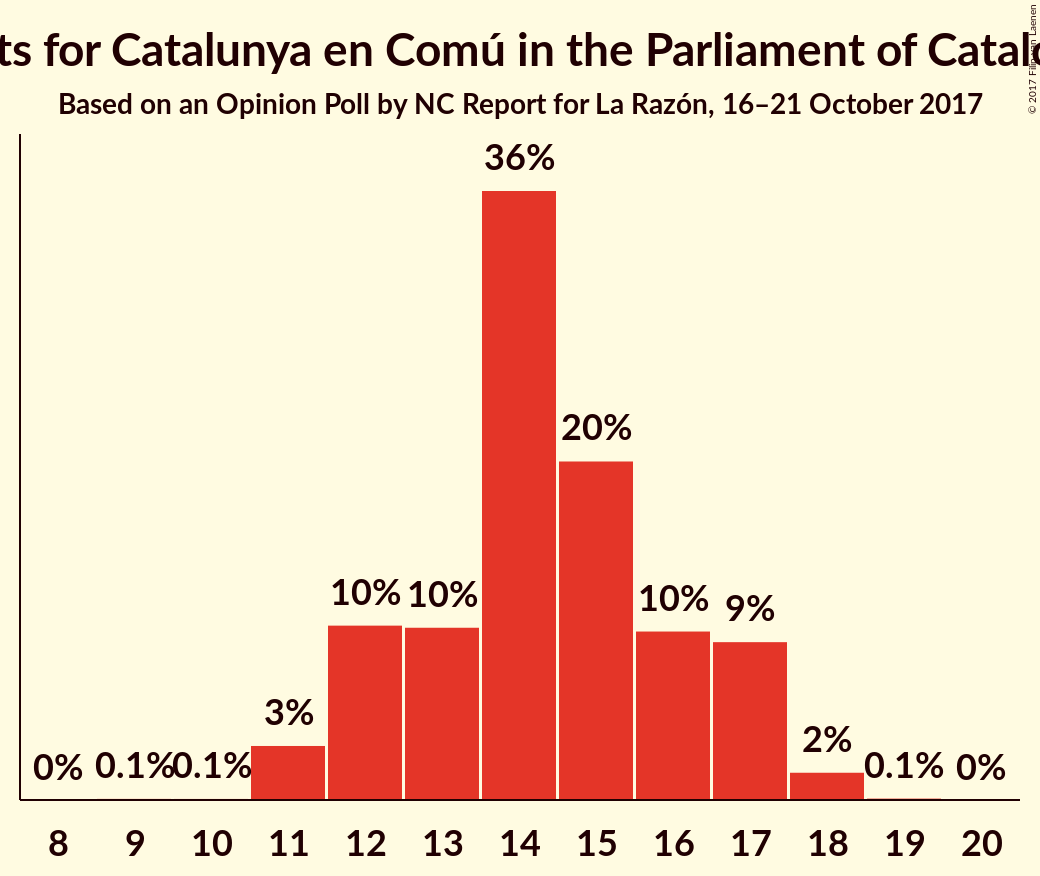 ts for Catalunya en Comú in the Parliament of Catal
Based on an Opinion Poll by NC Report for La Razón, 16–21 October 2017
© 2017 Filip van Laenen
36%
20%
10% 10% 10% 9%
3% 2%
0% 0.1% 0.1% 0.1% 0%
8 9 10 11 12 13 14 15 16 17 18 19 20